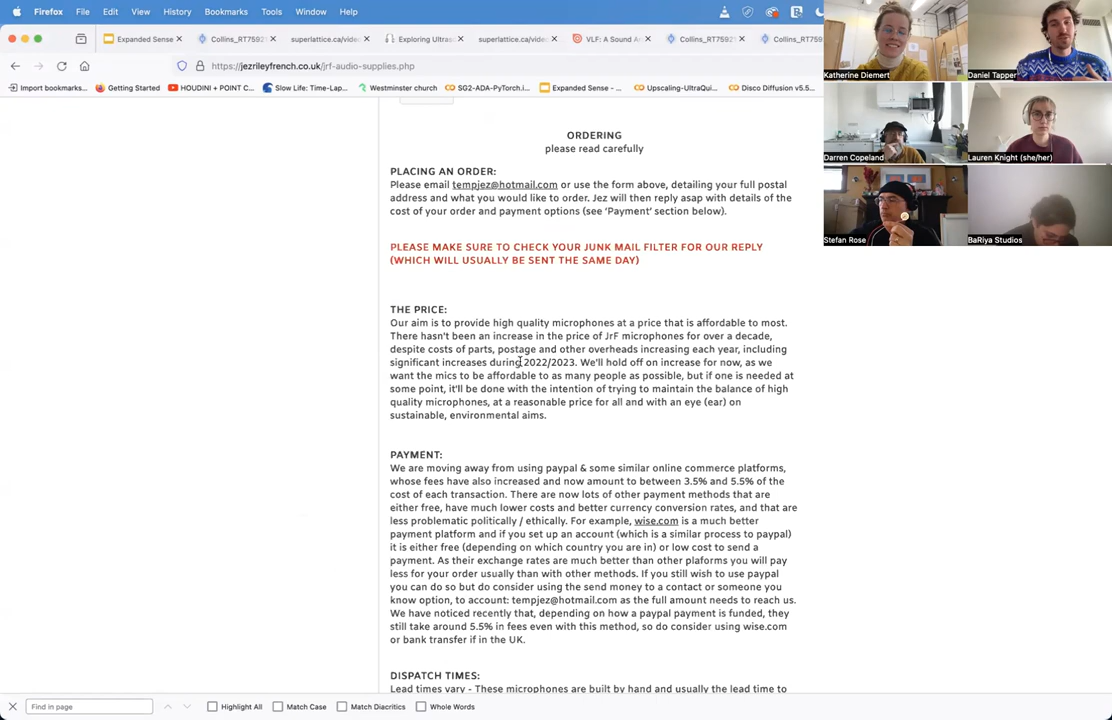 Firefox File Edit View History Bookmarks Tools Window Help
Expanded Sense
Collins_RT7592
superlattice.ca/video
Exploring Ultras
superlattice.ca/video
VLF: A Sound Ar
Collins_RT7592
Collins_RT
https://jezrileyfrench.co.uk/jrf-audio-supplies.php
Import bookmarks... Getting Started HOUDINI + POINT C... Slow Life: Time-Lap... Westminster church SG2-ADA-PyTorch.i... Expanded Sense -... Upscaling-UltraQui... Disco Diffusion v5.5...
Katherine Diemert
Daniel Tapper
Darren Copeland
Lauren Knight (she/her)
Stefan Rose
BaRiya Studios
ORDERING
please read carefully
PLACING AN ORDER:
Please email tempjez@hotmail.com or use the form above, detailing your full postal
address and what you would like to order. Jez will then reply asap with details of the
cost of your order and payment options (see 'Payment' section below).
PLEASE MAKE SURE TO CHECK YOUR JUNK MAIL FILTER FOR OUR REPLY
(WHICH WILL USUALLY BE SENT THE SAME DAY)
THE PRICE:
Our aim is to provide high quality microphones at a price that is affordable to most.
There hasn't been an increase in the price of JrF microphones for over a decade,
despite costs of parts, postage and other overheads increasing each year, including
significant increases during 2022/2023. We'll hold off on increase for now, as we
want the mics to be affordable to as many people as possible, but if one is needed at
some point, it'll be done with the intention of trying to maintain the balance of high
quality microphones, at a reasonable price for all and with an eye (ear) on
sustainable, environmental aims.
PAYMENT:
We are moving away from using paypal & some similar online commerce platforms,
whose fees have also increased and now amount to between 3.5% and 5.5% of the
cost of each transaction. There are now lots of other payment methods that are
either free, have much lower costs and better currency conversion rates, and that are
less problematic politically / ethically. For example, wise.com is a much better
payment platform and if you set up an account (which is a similar process to paypal)
it is either free (depending on which country you are in) or low cost to send a
payment. As their exchange rates are much better than other plaforms you will pay
less for your order usually than with other methods. If you still wish to use paypal
you can do so but do consider using the send money to a contact or someone you
know option, to account: tempjez@hotmail.com as the full amount needs to reach us.
We have noticed recently that, depending on how a paypal payment is funded, they
still take around 5.5% in fees even with this method, so do consider using wise.com
or bank transfer if in the UK.
DISPATCH TIMES:
Lead times vary - These microphones are built by hand and usually the lead time to
Find in page Highlight All Match Case Match Diacritics Whole Words